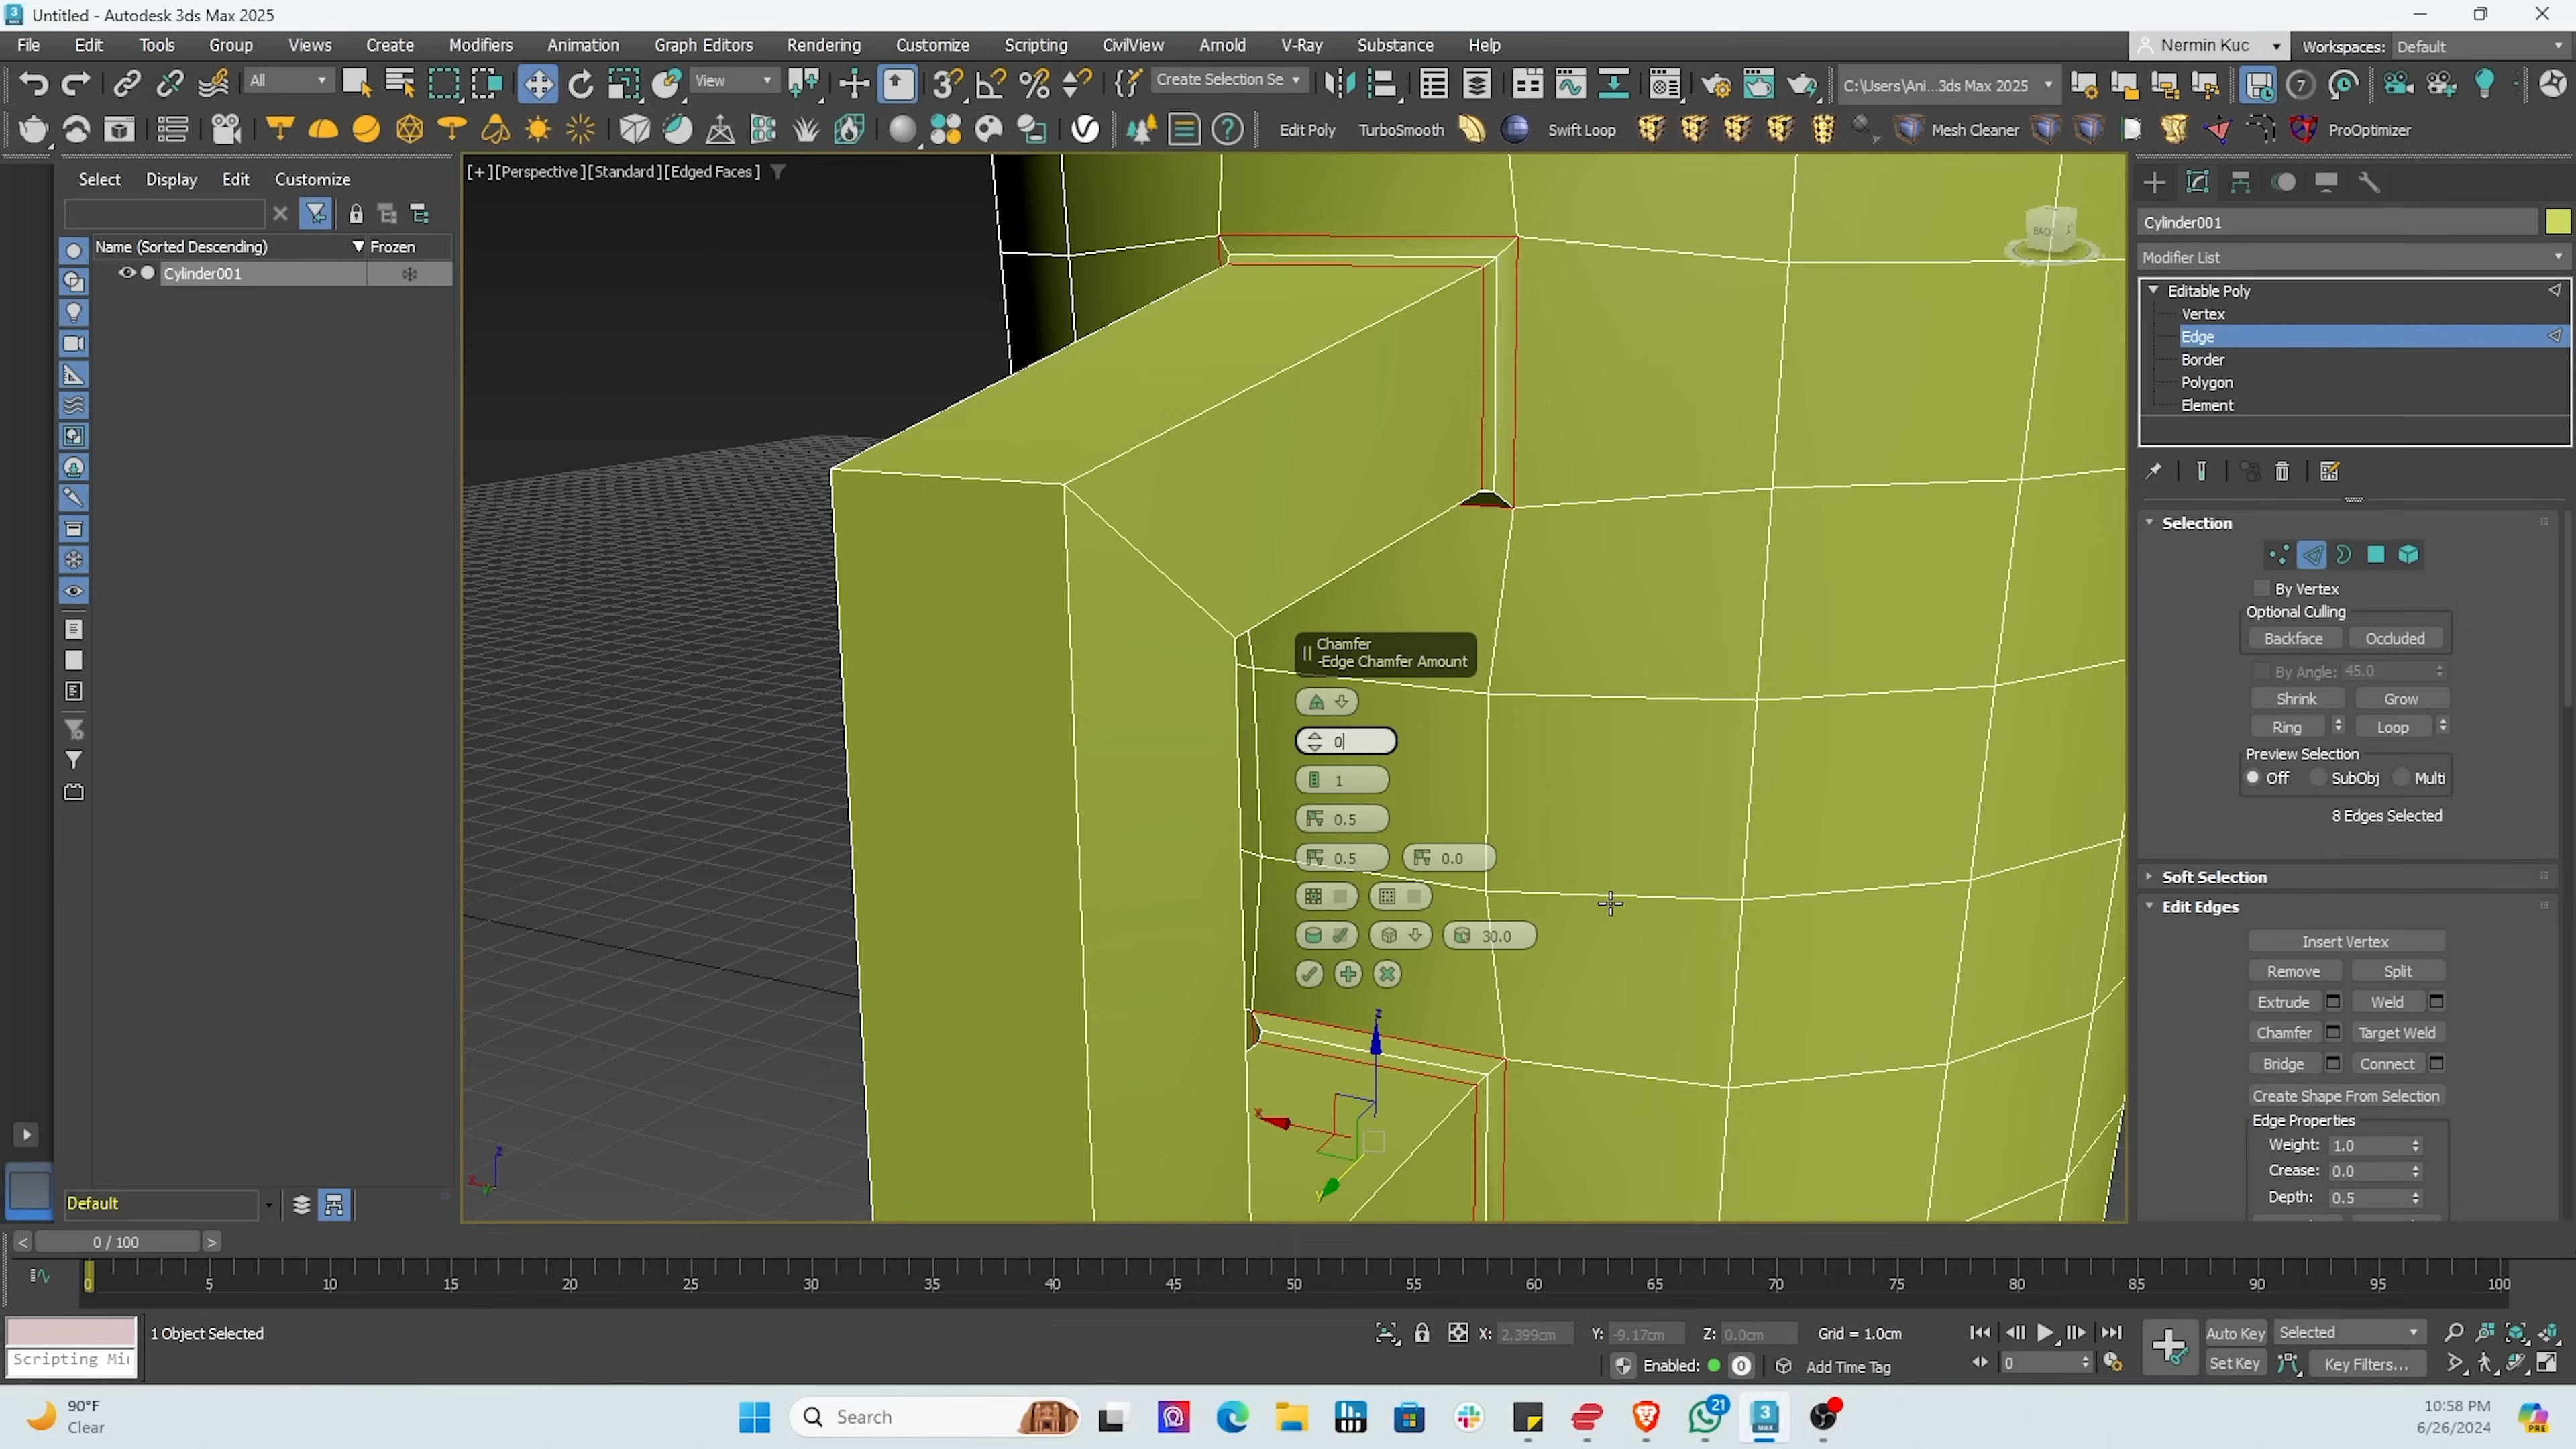 Untitled - Autodesk 3ds Max 2025
File Edit Tools Group Views Create Modifiers Animation Graph Editors Rendering Customize Scripting CivilView Arnold V-Ray Substance Help
Nermin Kuc
Workspaces: Default
All
View
Create Selection Se
C:\Users\Ani...3ds Max 2025
7
Edit Poly TurboSmooth Swift Loop Mesh Cleaner ProOptimizer
Select Display Edit Customize
Name (Sorted Descending) Frozen
Cylinder001
[+][Perspective][Standard][Edged Faces]
BACK
Chamfer
-Edge Chamfer Amount
0
1
0.5
0.5 0.0
30.0
z
x
y
z
Cylinder001
Modifier List
Editable Poly
Vertex
Edge
Border
Polygon
Element
Selection
By Vertex
Optional Culling
Backface Occluded
By Angle: 45.0
Shrink Grow
Ring Loop
Preview Selection
Off SubObj Multi
8 Edges Selected
Soft Selection
Edit Edges
Insert Vertex
Remove Split
Extrude Weld
Chamfer Target Weld
Bridge Connect
Create Shape From Selection
Edge Properties
Weight: 1.0
Crease: 0.0
Depth: 0.5
Default
< 0 / 100 >
0 5 10 15 20 25 30 35 40 45 50 55 60 65 70 75 80 85 90 95 100
Scripting Mi
1 Object Selected
X: 2.399cm Y: -9.17cm Z: 0.0cm Grid = 1.0cm
Enabled: 0 Add Time Tag
0
Auto Key Selected
Set Key Key Filters...
90°F
Clear
Search
21
3
MAX
10:58 PM
6/26/2024
PRE